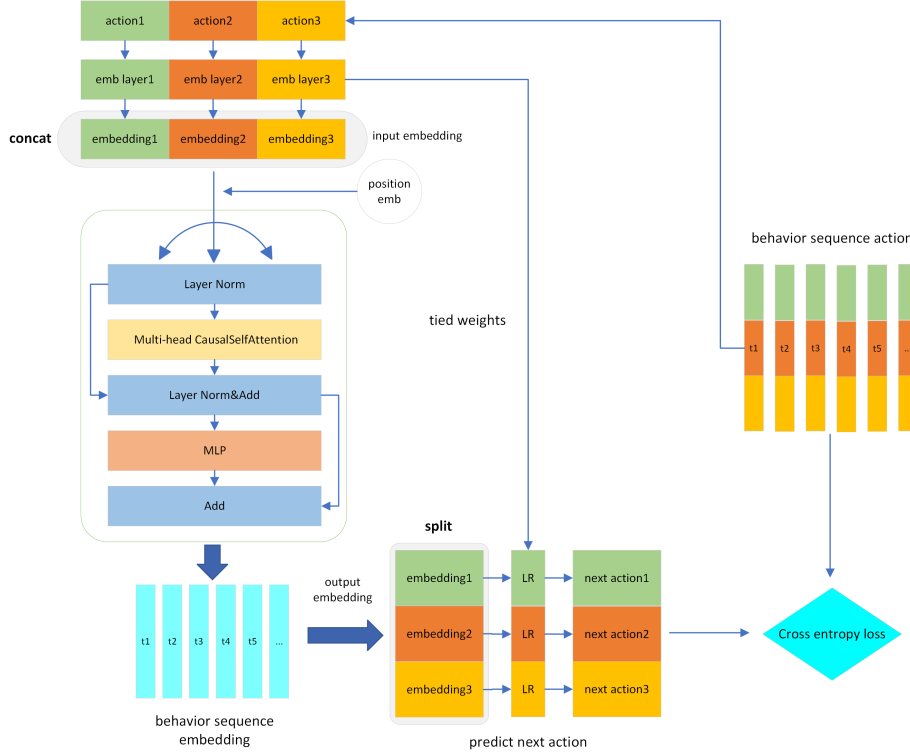 action1
action2
action3
emb layer1
emb layer2
emb layer3
concat
embedding1
embedding2
embedding3
input embedding
position
emb
Layer Norm
Multi-head CausalSelfAttention
Layer Norm&Add
MLP
Add
tied weights
behavior sequence action
t1
t2
t3
t4
t5
...
t1
t2
t3
t4
t5
...
behavior sequence
embedding
output
embedding
split
embedding1
LR
next action1
embedding2
LR
next action2
embedding3
LR
next action3
predict next action
Cross entropy loss